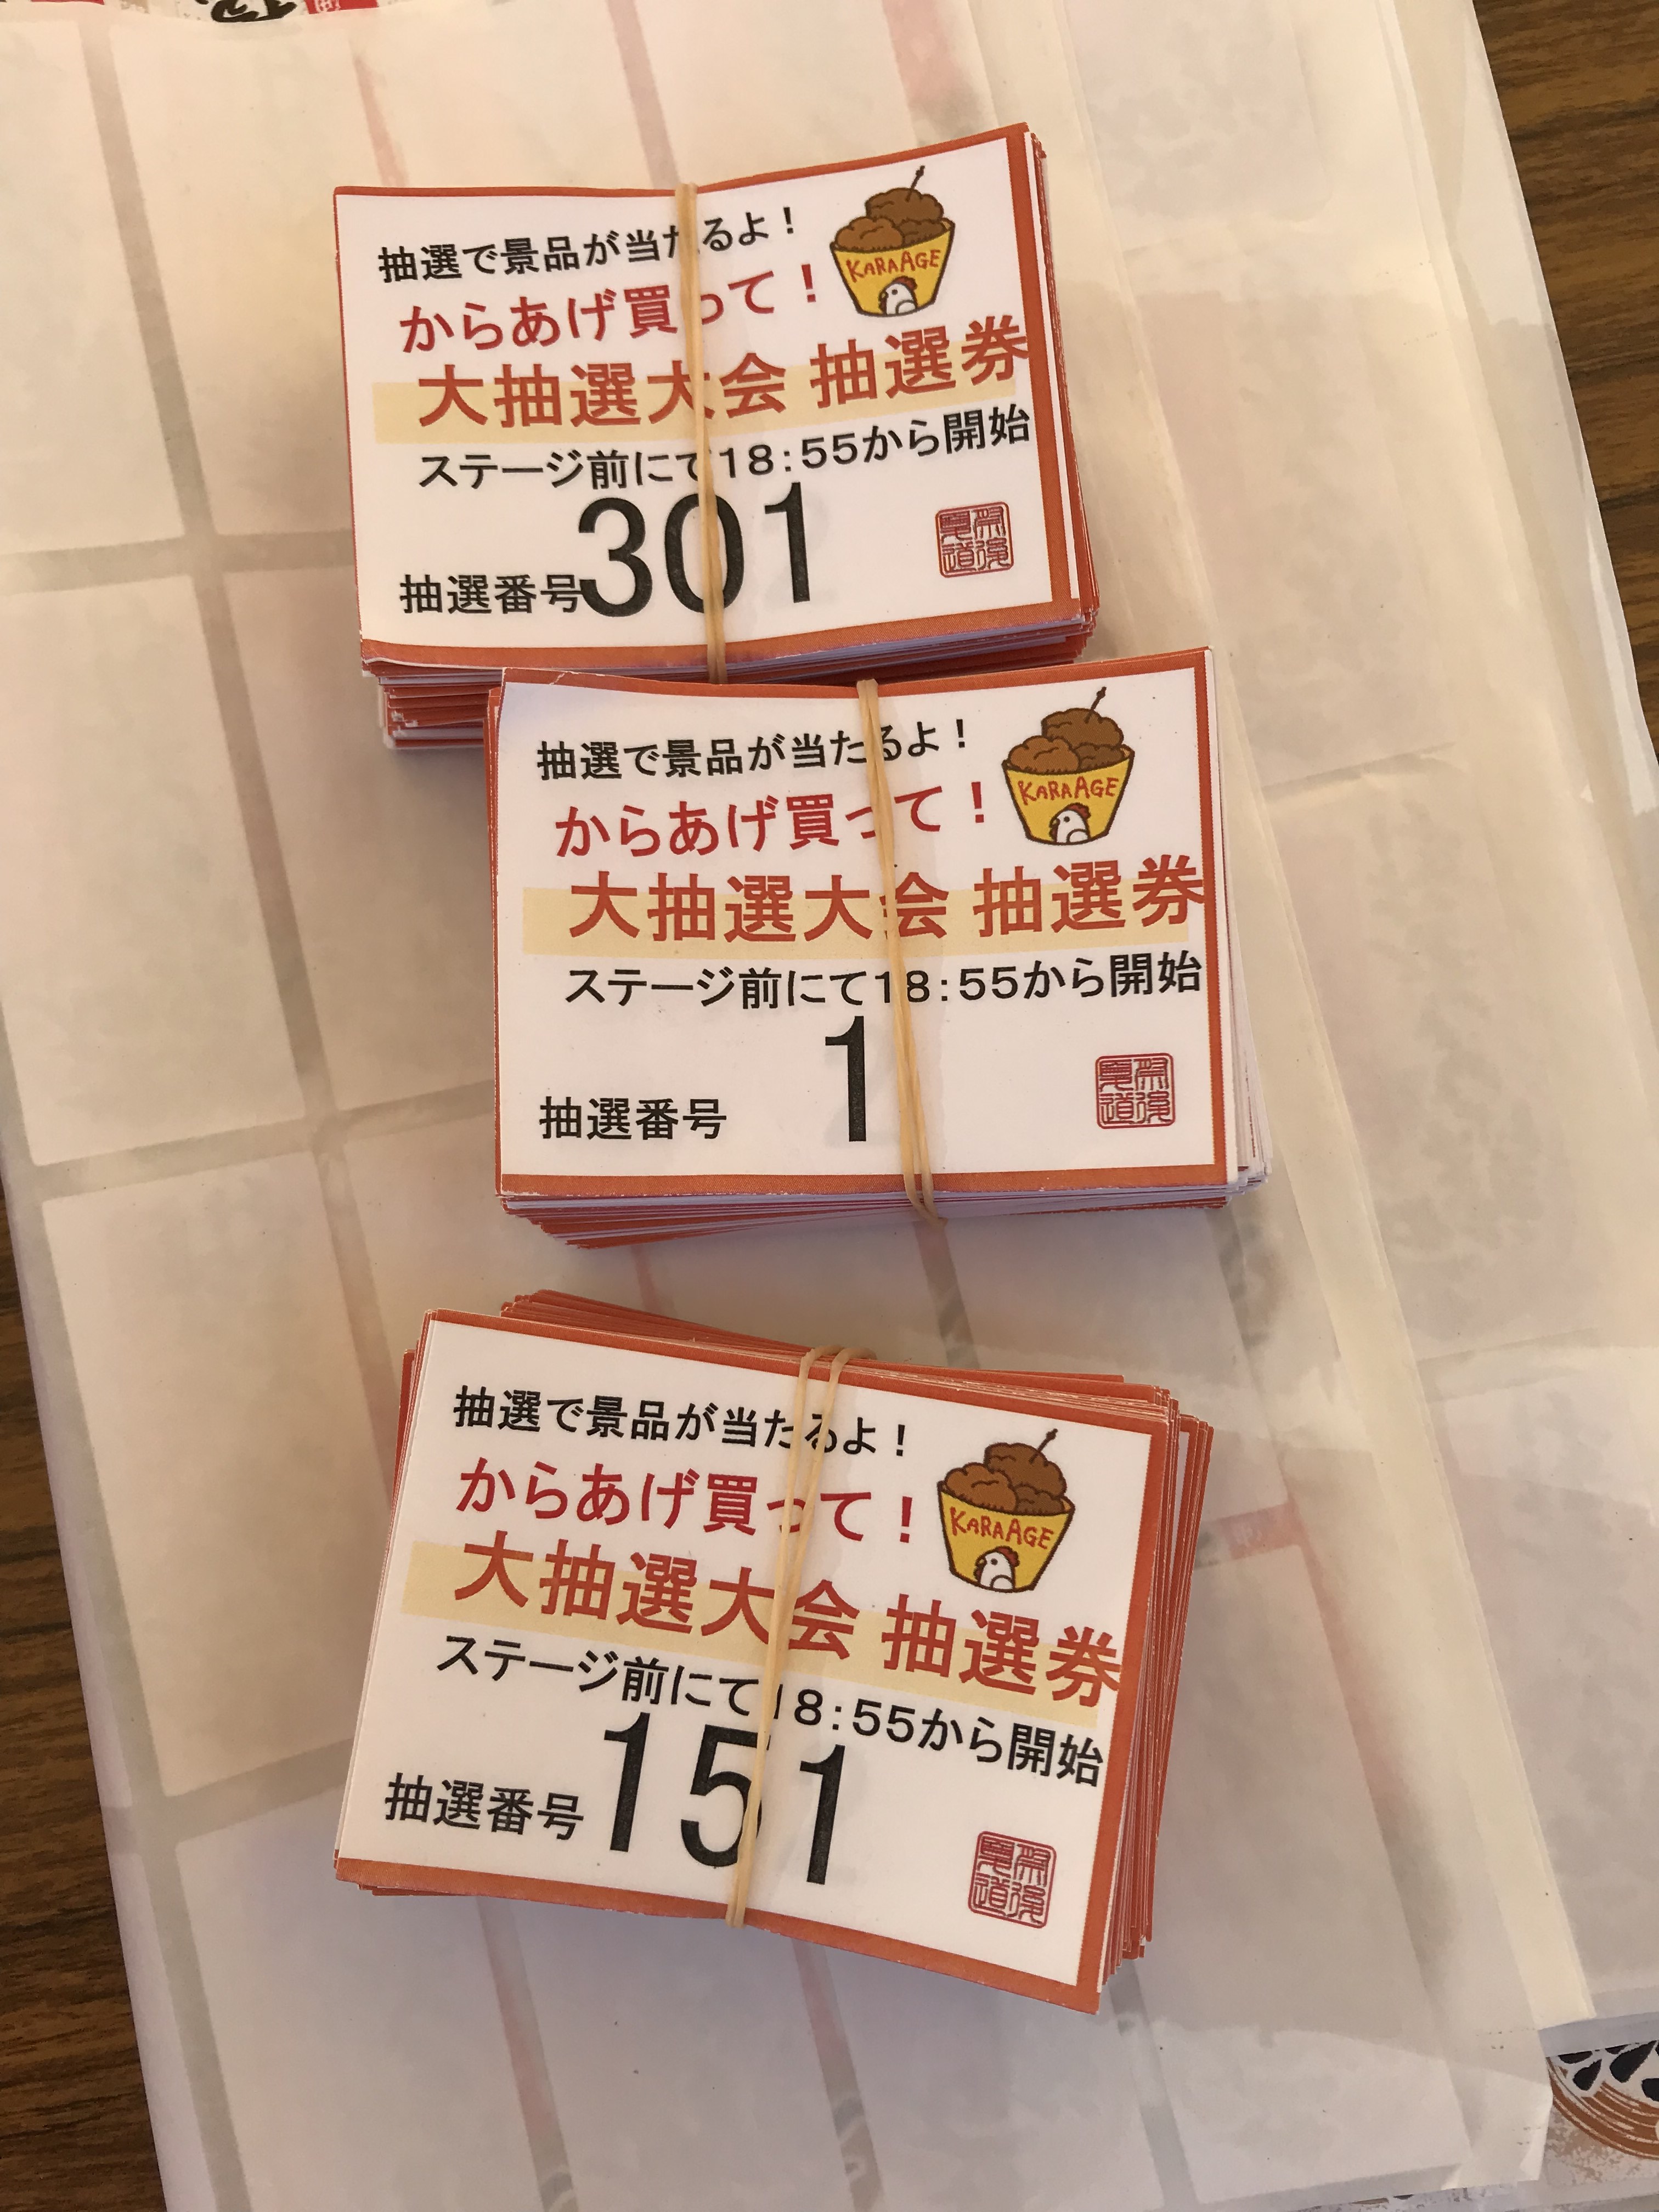 抽選で景品が当たるよ！
からあげ買って！
KARAAGE
大抽選大会 抽選券
ステージ前にて18:55から開始
抽選番号 301
抽選で景品が当たるよ！
からあげ買って！
KARAAGE
大抽選大会 抽選券
ステージ前にて18:55から開始
抽選番号 1
抽選で景品が当たるよ！
からあげ買って！
KARAAGE
大抽選大会 抽選券
ステージ前にて18:55から開始
抽選番号 151